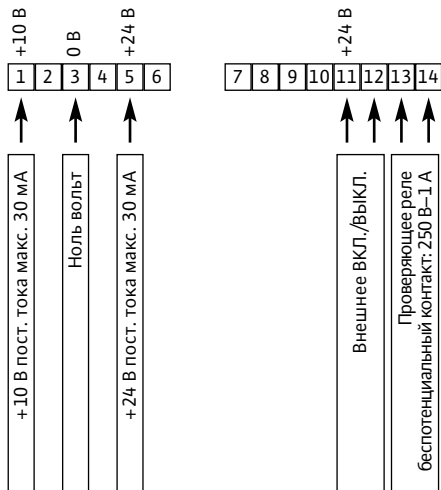 +10 В
0 В
+24 В
+24 В
1 2 3 4 5 6 7 8 9 10 11 12 13 14
+10 В пост. тока макс. 30 мА
Ноль вольт
+24 В пост. тока макс. 30 мА
Внешнее ВКЛ./ВЫКЛ.
Проверяющее реле
беспотенциальный контакт: 250 В–1 А